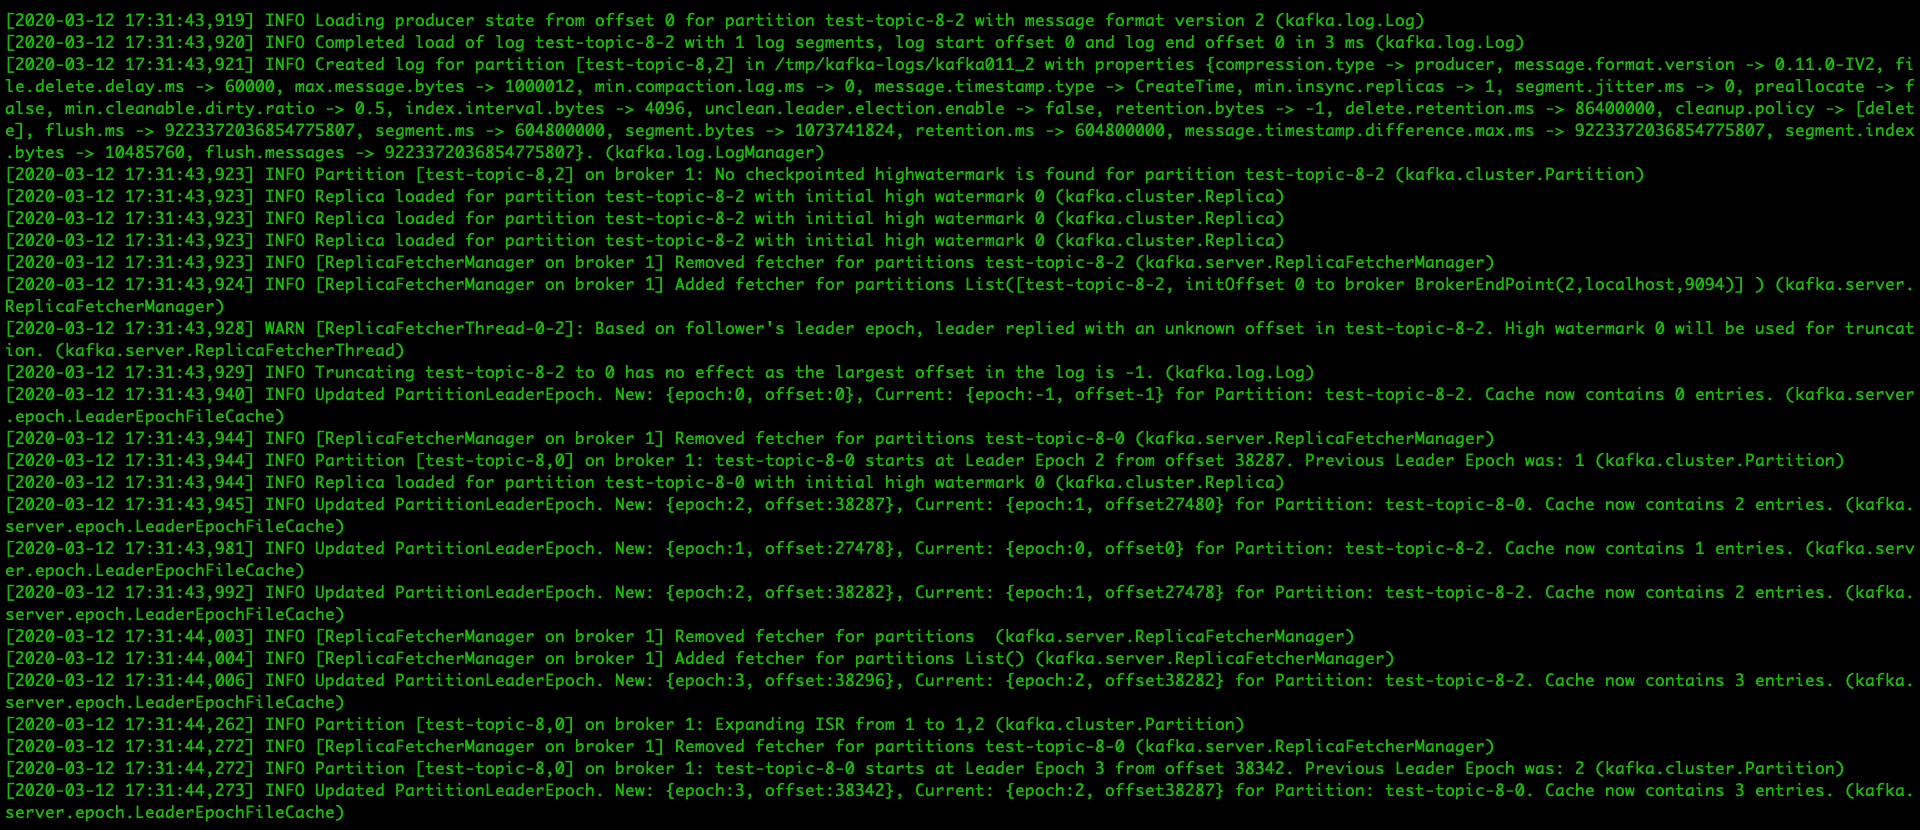 [2020-03-12 17:31:43,919] INFO Loading producer state from offset 0 for partition test-topic-8-2 with message format version 2 (kafka.log.Log)
[2020-03-12 17:31:43,920] INFO Completed load of log test-topic-8-2 with 1 log segments, log start offset 0 and log end offset 0 in 3 ms (kafka.log.Log)
[2020-03-12 17:31:43,921] INFO Created log for partition [test-topic-8,2] in /tmp/kafka-logs/kafka011_2 with properties {compression.type -> producer, message.format.version -> 0.11.0-IV2, fi
le.delete.delay.ms -> 60000, max.message.bytes -> 1000012, min.compaction.lag.ms -> 0, message.timestamp.type -> CreateTime, min.insync.replicas -> 1, segment.jitter.ms -> 0, preallocate -> f
alse, min.cleanable.dirty.ratio -> 0.5, index.interval.bytes -> 4096, unclean.leader.election.enable -> false, retention.bytes -> -1, delete.retention.ms -> 86400000, cleanup.policy -> [delet
e], flush.ms -> 9223372036854775807, segment.ms -> 604800000, segment.bytes -> 1073741824, retention.ms -> 604800000, message.timestamp.difference.max.ms -> 9223372036854775807, segment.index
.bytes -> 10485760, flush.messages -> 9223372036854775807}. (kafka.log.LogManager)
[2020-03-12 17:31:43,923] INFO Partition [test-topic-8,2] on broker 1: No checkpointed highwatermark is found for partition test-topic-8-2 (kafka.cluster.Partition)
[2020-03-12 17:31:43,923] INFO Replica loaded for partition test-topic-8-2 with initial high watermark 0 (kafka.cluster.Replica)
[2020-03-12 17:31:43,923] INFO Replica loaded for partition test-topic-8-2 with initial high watermark 0 (kafka.cluster.Replica)
[2020-03-12 17:31:43,923] INFO Replica loaded for partition test-topic-8-2 with initial high watermark 0 (kafka.cluster.Replica)
[2020-03-12 17:31:43,923] INFO [ReplicaFetcherManager on broker 1] Removed fetcher for partitions test-topic-8-2 (kafka.server.ReplicaFetcherManager)
[2020-03-12 17:31:43,924] INFO [ReplicaFetcherManager on broker 1] Added fetcher for partitions List([test-topic-8-2, initOffset 0 to broker BrokerEndPoint(2,localhost,9094)] ) (kafka.server.
ReplicaFetcherManager)
[2020-03-12 17:31:43,928] WARN [ReplicaFetcherThread-0-2]: Based on follower's leader epoch, leader replied with an unknown offset in test-topic-8-2. High watermark 0 will be used for truncat
ion. (kafka.server.ReplicaFetcherThread)
[2020-03-12 17:31:43,929] INFO Truncating test-topic-8-2 to 0 has no effect as the largest offset in the log is -1. (kafka.log.Log)
[2020-03-12 17:31:43,940] INFO Updated PartitionLeaderEpoch. New: {epoch:0, offset:0}, Current: {epoch:-1, offset-1} for Partition: test-topic-8-2. Cache now contains 0 entries. (kafka.server
.epoch.LeaderEpochFileCache)
[2020-03-12 17:31:43,944] INFO [ReplicaFetcherManager on broker 1] Removed fetcher for partitions test-topic-8-0 (kafka.server.ReplicaFetcherManager)
[2020-03-12 17:31:43,944] INFO Partition [test-topic-8,0] on broker 1: test-topic-8-0 starts at Leader Epoch 2 from offset 38287. Previous Leader Epoch was: 1 (kafka.cluster.Partition)
[2020-03-12 17:31:43,944] INFO Replica loaded for partition test-topic-8-0 with initial high watermark 0 (kafka.cluster.Replica)
[2020-03-12 17:31:43,945] INFO Updated PartitionLeaderEpoch. New: {epoch:2, offset:38287}, Current: {epoch:1, offset27480} for Partition: test-topic-8-0. Cache now contains 2 entries. (kafka.
server.epoch.LeaderEpochFileCache)
[2020-03-12 17:31:43,981] INFO Updated PartitionLeaderEpoch. New: {epoch:1, offset:27478}, Current: {epoch:0, offset0} for Partition: test-topic-8-2. Cache now contains 1 entries. (kafka.serv
er.epoch.LeaderEpochFileCache)
[2020-03-12 17:31:43,992] INFO Updated PartitionLeaderEpoch. New: {epoch:2, offset:38282}, Current: {epoch:1, offset27478} for Partition: test-topic-8-2. Cache now contains 2 entries. (kafka.
server.epoch.LeaderEpochFileCache)
[2020-03-12 17:31:44,003] INFO [ReplicaFetcherManager on broker 1] Removed fetcher for partitions  (kafka.server.ReplicaFetcherManager)
[2020-03-12 17:31:44,004] INFO [ReplicaFetcherManager on broker 1] Added fetcher for partitions List() (kafka.server.ReplicaFetcherManager)
[2020-03-12 17:31:44,006] INFO Updated PartitionLeaderEpoch. New: {epoch:3, offset:38296}, Current: {epoch:2, offset38282} for Partition: test-topic-8-2. Cache now contains 3 entries. (kafka.
server.epoch.LeaderEpochFileCache)
[2020-03-12 17:31:44,262] INFO Partition [test-topic-8,0] on broker 1: Expanding ISR from 1 to 1,2 (kafka.cluster.Partition)
[2020-03-12 17:31:44,272] INFO [ReplicaFetcherManager on broker 1] Removed fetcher for partitions test-topic-8-0 (kafka.server.ReplicaFetcherManager)
[2020-03-12 17:31:44,272] INFO Partition [test-topic-8,0] on broker 1: test-topic-8-0 starts at Leader Epoch 3 from offset 38342. Previous Leader Epoch was: 2 (kafka.cluster.Partition)
[2020-03-12 17:31:44,273] INFO Updated PartitionLeaderEpoch. New: {epoch:3, offset:38342}, Current: {epoch:2, offset38287} for Partition: test-topic-8-0. Cache now contains 3 entries. (kafka.
server.epoch.LeaderEpochFileCache)